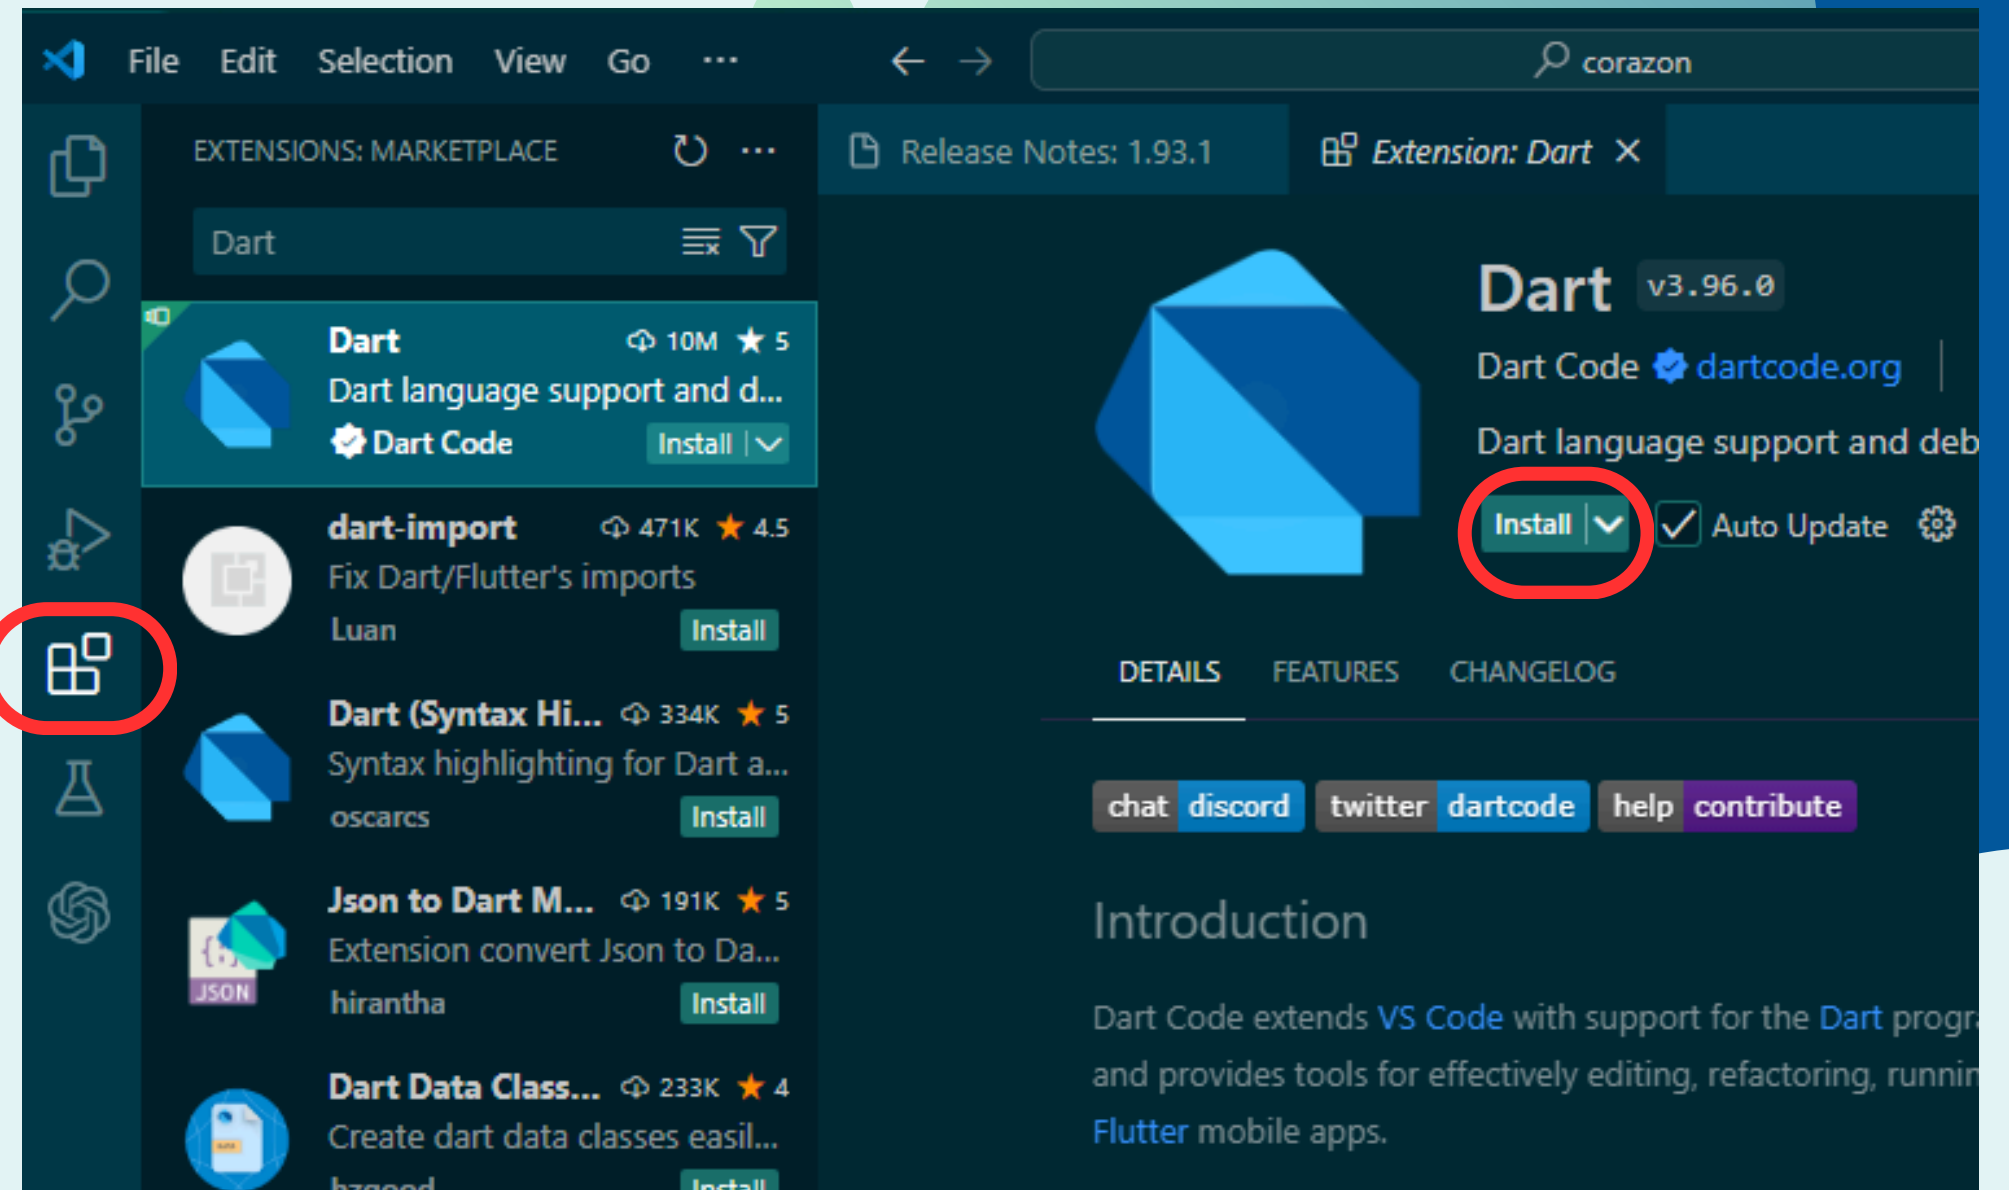 File Edit Selection View Go ···
corazon
EXTENSIONS: MARKETPLACE
Dart
Dart 10M ★ 5
Dart language support and d...
Dart Code Install
dart-import 471K ★ 4.5
Fix Dart/Flutter's imports
Luan Install
Dart (Syntax Hi... 334K ★ 5
Syntax highlighting for Dart a...
oscarcs Install
Json to Dart M... 191K ★ 5
Extension convert Json to Da...
JSON
hirantha Install
Dart Data Class... 233K ★ 4
Create dart data classes easil...
bzgood Install
Release Notes: 1.93.1
Extension: Dart
Dart v3.96.0
Dart Code dartcode.org
Dart language support and deb
Install Auto Update
DETAILS FEATURES CHANGELOG
chat discord twitter dartcode help contribute
Introduction
Dart Code extends VS Code with support for the Dart progr
and provides tools for effectively editing, refactoring, runnin
Flutter mobile apps.